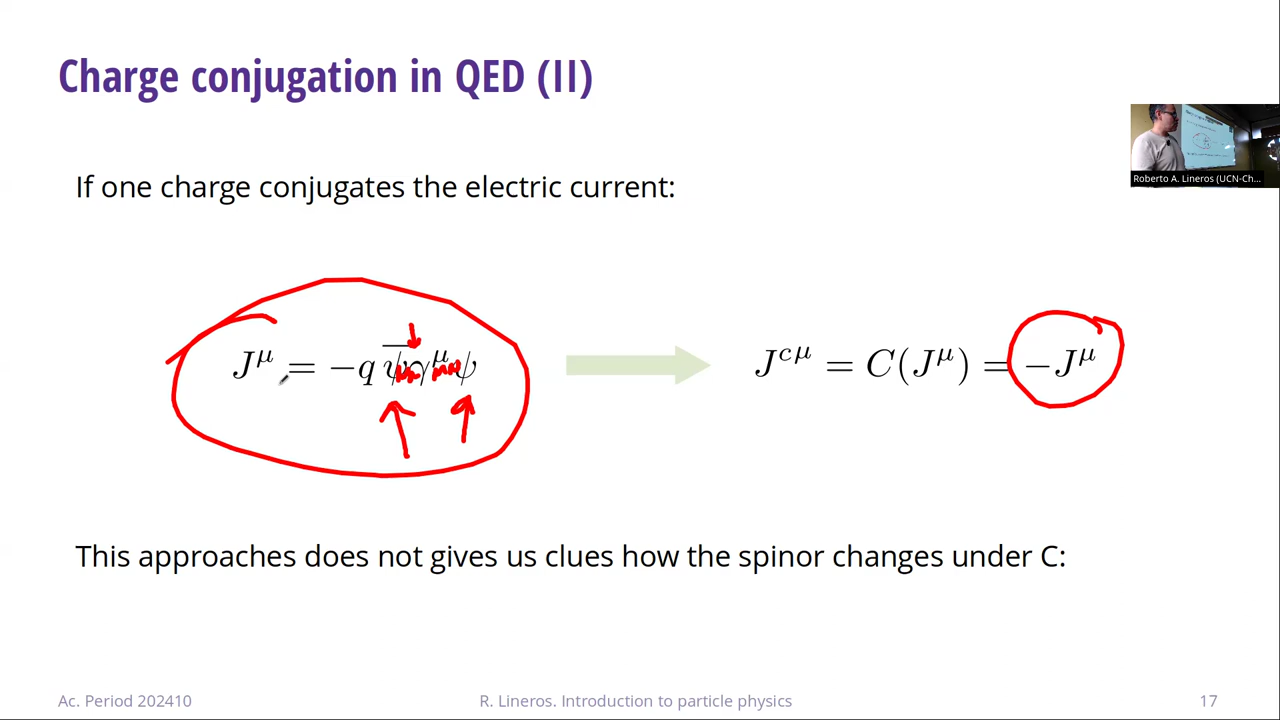 Charge conjugation in QED (II)
Roberto A. Lineros (UCN-Ch...
If one charge conjugates the electric current:
J^μ = −q ψ̅γ^μψ
J^{cμ} = C(J^μ) = −J^μ
This approaches does not gives us clues how the spinor changes under C:
Ac. Period 202410
R. Lineros. Introduction to particle physics
17